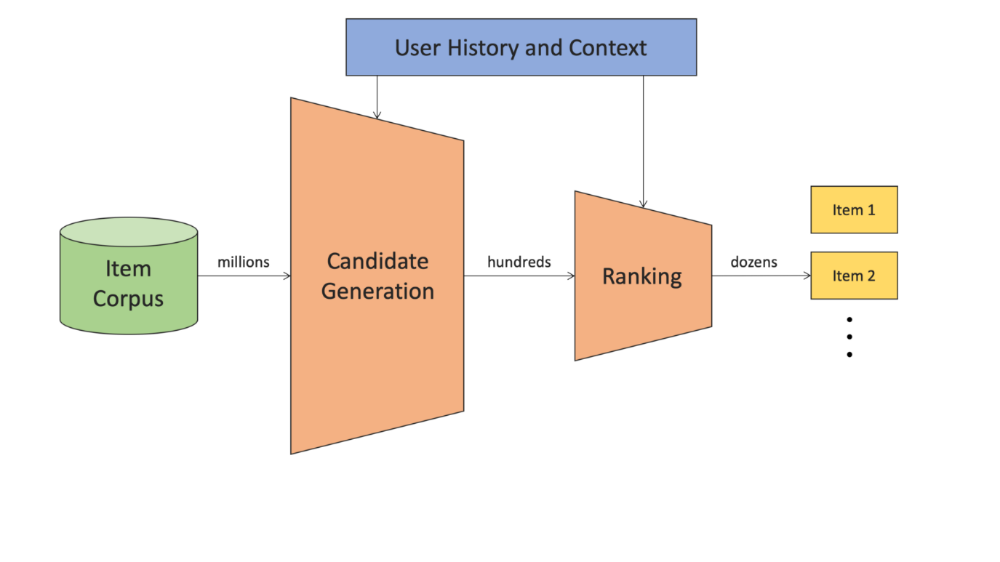 User History and Context
Item
Corpus
millions
Candidate
Generation
hundreds
Ranking
dozens
Item 1
Item 2